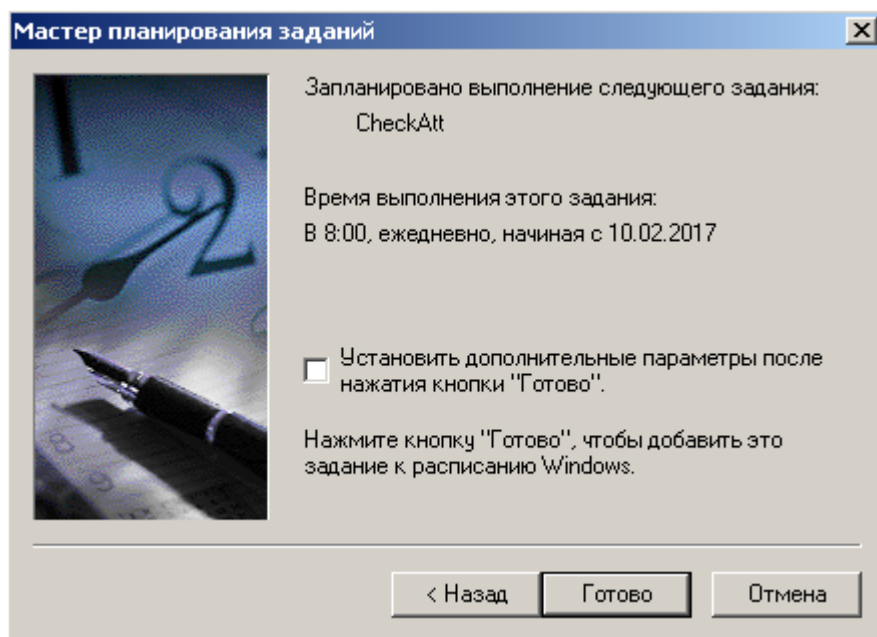 Мастер планирования заданий
Запланировано выполнение следующего задания:
CheckAtt
Время выполнения этого задания:
В 8:00, ежедневно, начиная с 10.02.2017
Установить дополнительные параметры после
нажатия кнопки "Готово".
Нажмите кнопку "Готово", чтобы добавить это
задание к расписанию Windows.
< Назад
Готово
Отмена